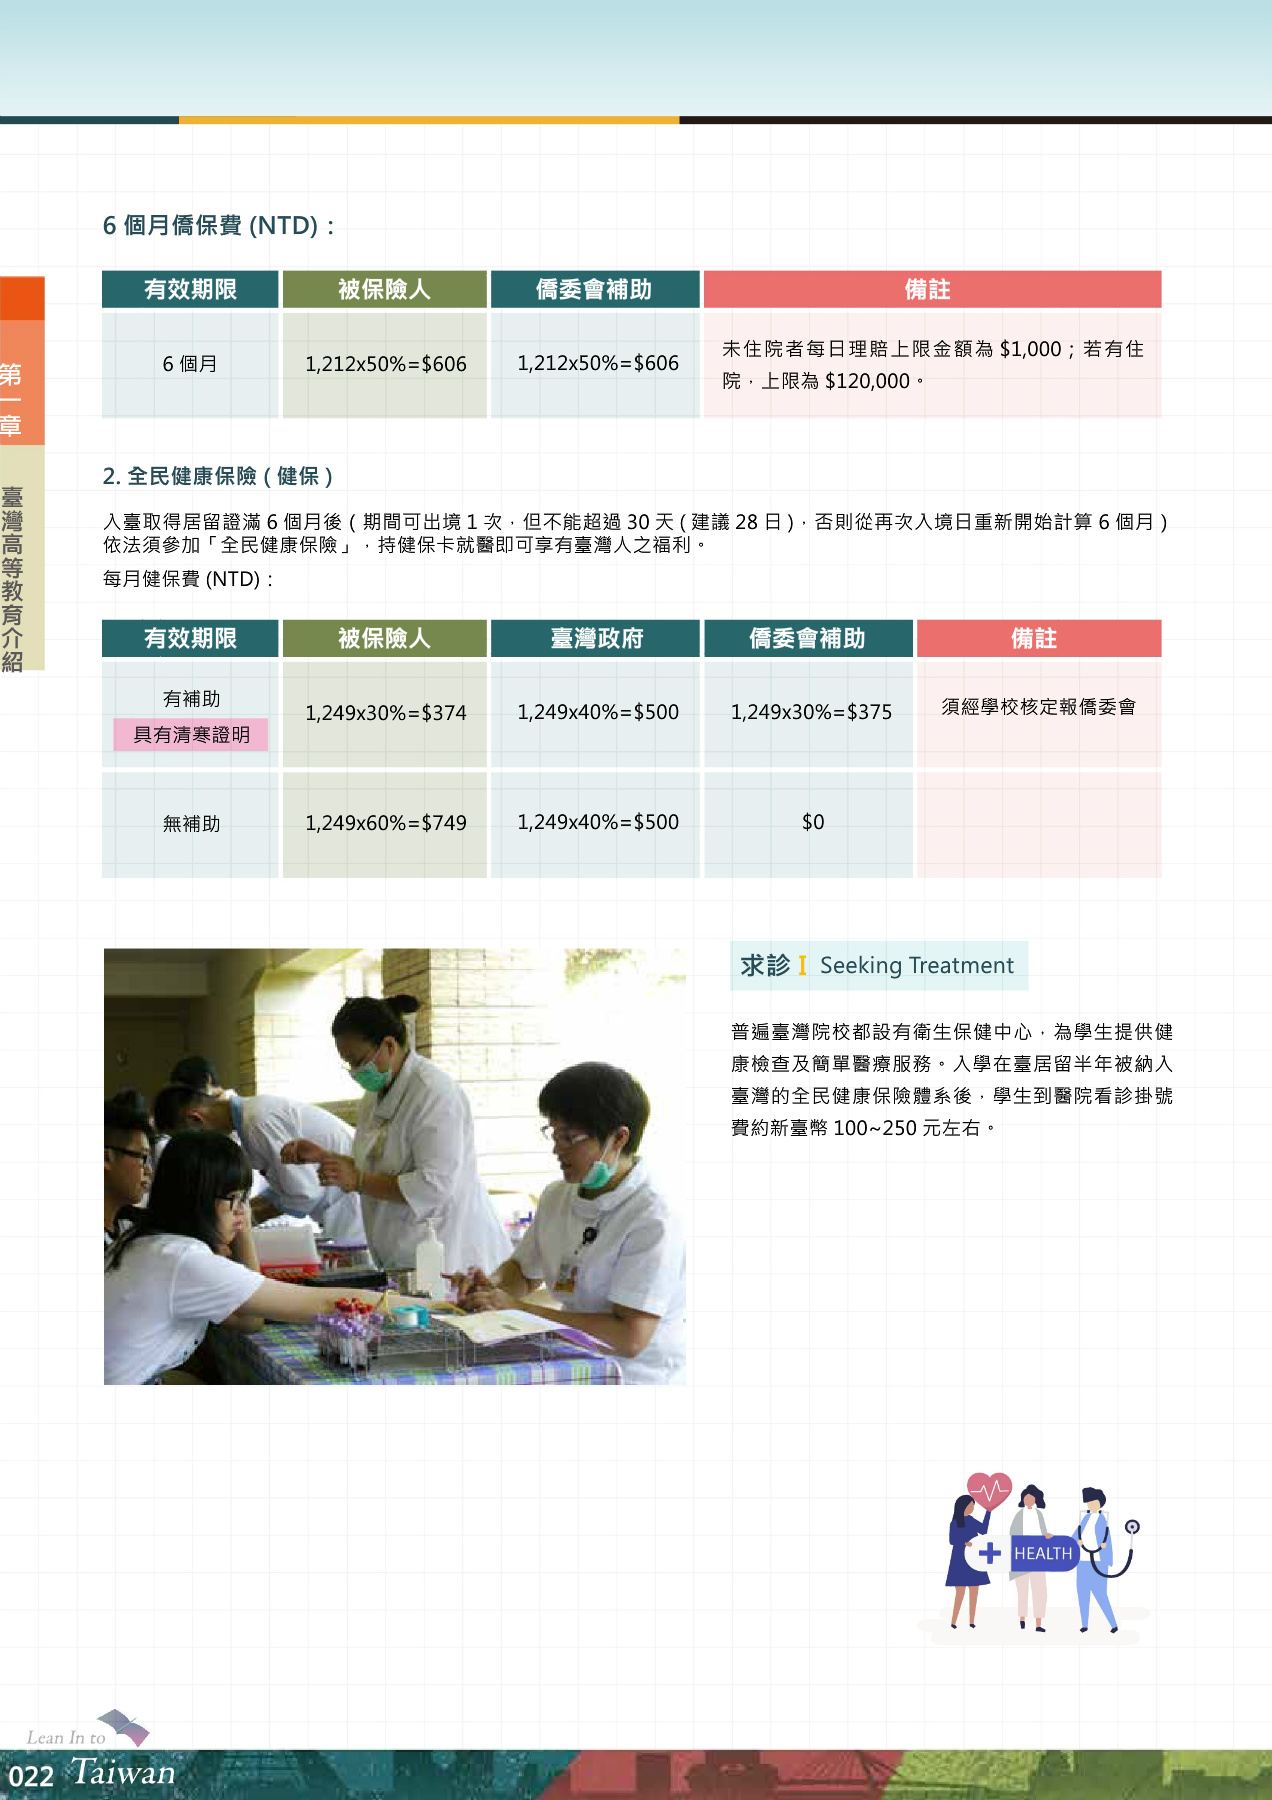 6 個月僑保費 (NTD)：
有效期限 被保險人 僑委會補助 備註
6 個月 1,212x50%=$606 1,212x50%=$606 未住院者每日理賠上限金額為 $1,000；若有住
院，上限為 $120,000。
第一章
臺灣高等教育介紹
2. 全民健康保險 ( 健保 )
入臺取得居留證滿 6 個月後 ( 期間可出境 1 次，但不能超過 30 天 ( 建議 28 日 )，否則從再次入境日重新開始計算 6 個月 )
依法須參加「全民健康保險」，持健保卡就醫即可享有臺灣人之福利。
每月健保費 (NTD)：
有效期限 被保險人 臺灣政府 僑委會補助 備註
有補助
具有清寒證明 1,249x30%=$374 1,249x40%=$500 1,249x30%=$375 須經學校核定報僑委會
無補助 1,249x60%=$749 1,249x40%=$500 $0
求診 I Seeking Treatment
普遍臺灣院校都設有衛生保健中心，為學生提供健
康檢查及簡單醫療服務。入學在臺居留半年被納入
臺灣的全民健康保險體系後，學生到醫院看診掛號
費約新臺幣 100~250 元左右。
HEALTH
Lean In to
022 Taiwan